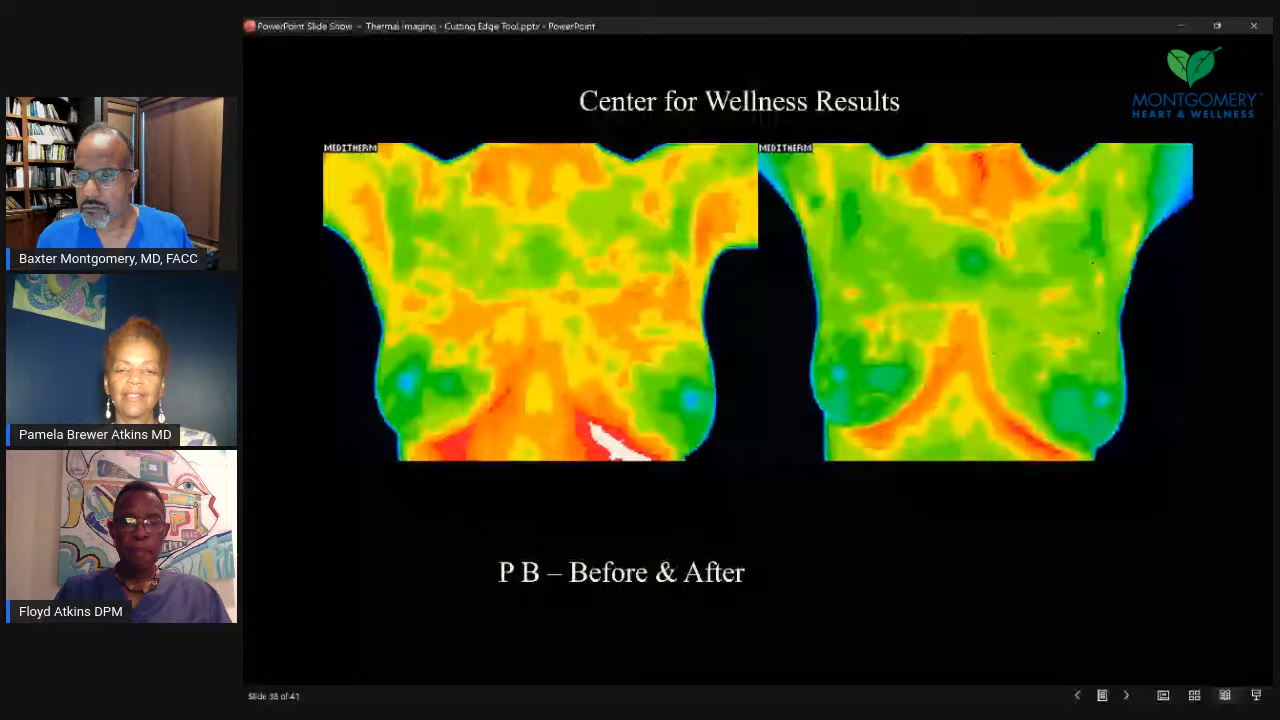 PowerPoint Slide Show - Thermal Imaging - Cutting Edge Tool.pptx - PowerPoint
MONTGOMERY™
HEART & WELLNESS
Center for Wellness Results
MEDITHERM
MEDITHERM
Baxter Montgomery, MD, FACC
Pamela Brewer Atkins MD
P B – Before & After
Floyd Atkins DPM
Slide 38 of 41